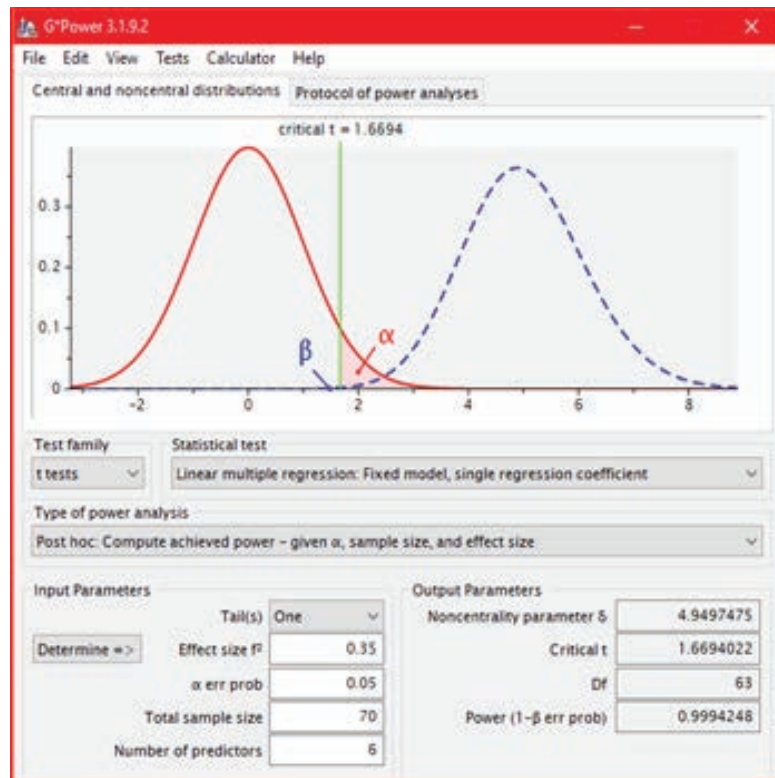 G*Power 3.1.9.2
File Edit View Tests Calculator Help
Central and noncentral distributions Protocol of power analyses
critical t = 1.6694
0.3
0.2
0.1
0
β
α
-2 0 2 4 6 8
Test family Statistical test
t tests Linear multiple regression: Fixed model, single regression coefficient
Type of power analysis
Post hoc: Compute achieved power – given α, sample size, and effect size
Input Parameters Output Parameters
Tail(s) One Noncentrality parameter δ 4.9497475
Determine => Effect size f² 0.35 Critical t 1.6694022
α err prob 0.05 Df 63
Total sample size 70 Power (1-β err prob) 0.9994248
Number of predictors 6